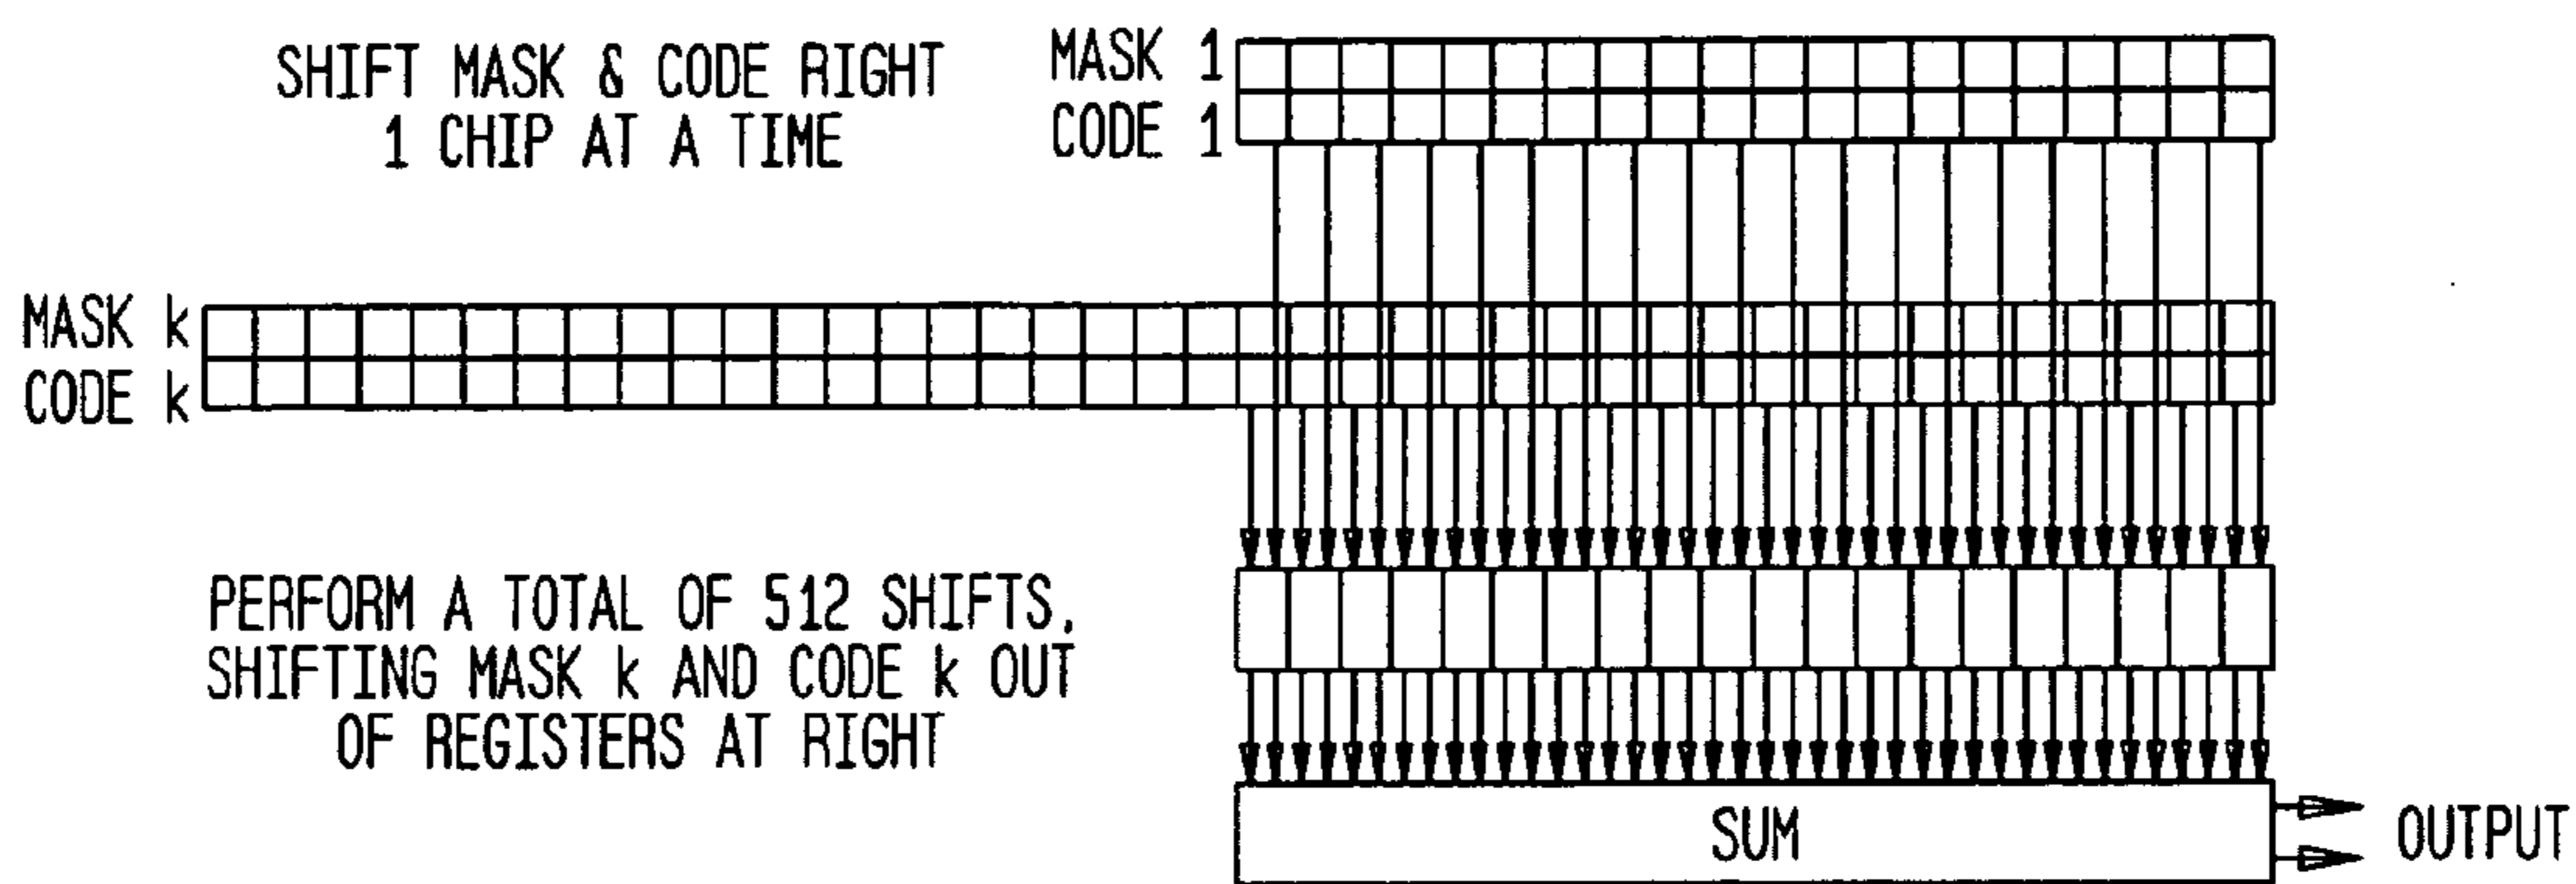 SHIFT MASK & CODE RIGHT
1 CHIP AT A TIME
MASK 1
CODE 1
MASK k
CODE k
PERFORM A TOTAL OF 512 SHIFTS,
SHIFTING MASK k AND CODE k OUT
OF REGISTERS AT RIGHT
SUM
OUTPUT